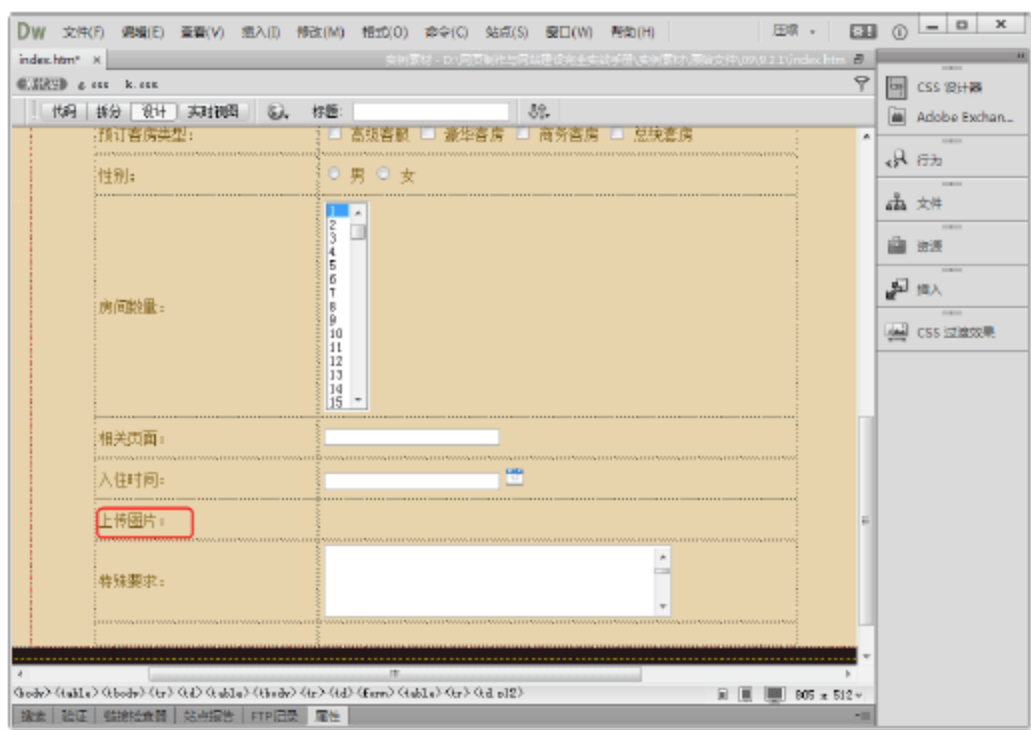 Dw 文件(F) 编辑(E) 查看(V) 插入(I) 修改(M) 格式(O) 命令(C) 站点(S) 窗口(W) 帮助(H) 压缩
index.htm* ×
k.css
代码 拆分 设计 实时视图 标题:
CSS 设计器
Adobe Exchan...
行为
文件
资源
插入
CSS 过渡效果
预订客房类型: 高级客服 豪华客房 商务客房 总统客房
性别: 男 女
房间数量:
1
2
3
4
5
6
7
8
9
10
11
12
13
14
15
相关页面:
入住时间:
上传图片:
特殊要求:
<body> <table> <tbody> <tr> <td> <table> <tbody> <tr> <td> <form> <table> <tr> 805 x 512
搜索 验证 链接检查器 站点报告 FTP记录 属性